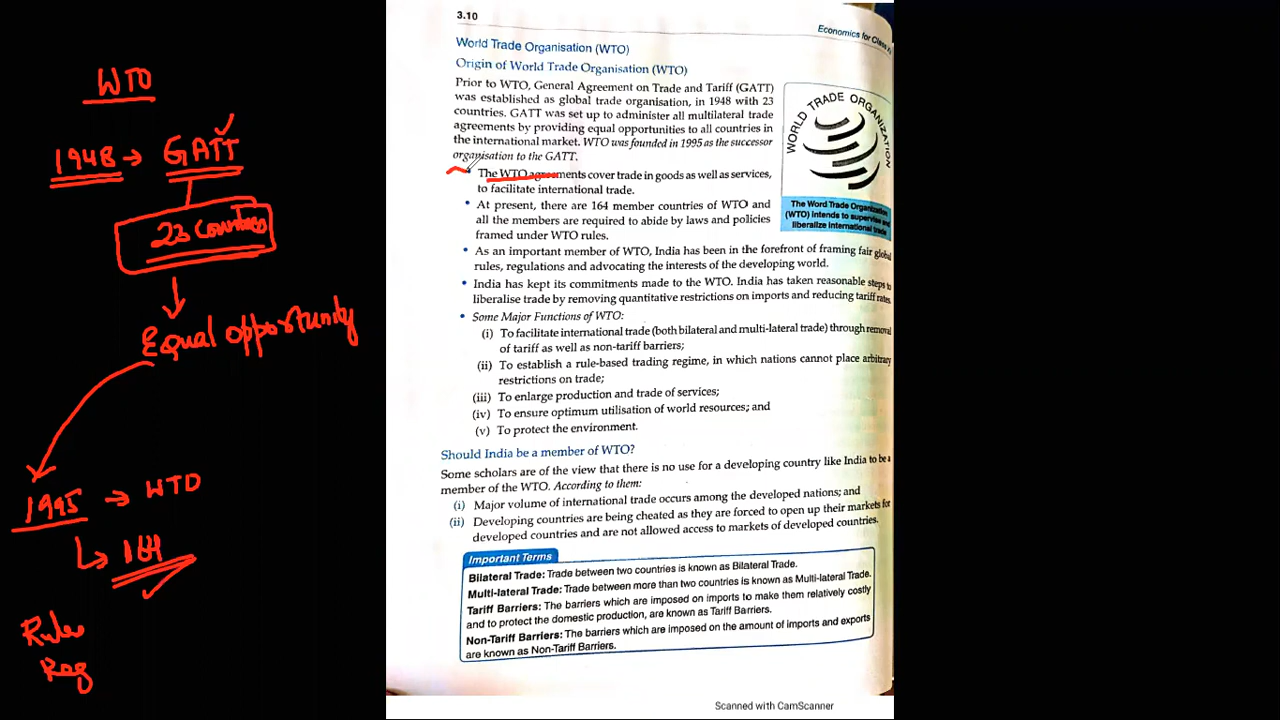 WTO
1948 → GATT
23 Countries
Equal opportunity
1995 → WTO
164
Rules
Reg
3.10
Economics for Class
World Trade Organisation (WTO)
Origin of World Trade Organisation (WTO)
Prior to WTO, General Agreement on Trade and Tariff (GATT)
was established as global trade organisation, in 1948 with 23
countries. GATT was set up to administer all multilateral trade
agreements by providing equal opportunities to all countries in
the international market. WTO was founded in 1995 as the successor
organisation to the GATT.
The WTO agreements cover trade in goods as well as services,
to facilitate international trade.
• At present, there are 164 member countries of WTO and
all the members are required to abide by laws and policies
framed under WTO rules.
WORLD TRADE ORGANIZATION
The Word Trade Organization
(WTO) intends to supervise and
liberalize international trade
• As an important member of WTO, India has been in the forefront of framing fair global
rules, regulations and advocating the interests of the developing world.
• India has kept its commitments made to the WTO. India has taken reasonable steps to
liberalise trade by removing quantitative restrictions on imports and reducing tariff rates.
• Some Major Functions of WTO:
(i) To facilitate international trade (both bilateral and multi-lateral trade) through removal
of tariff as well as non-tariff barriers;
(ii) To establish a rule-based trading regime, in which nations cannot place arbitrary
restrictions on trade;
(iii) To enlarge production and trade of services;
(iv) To ensure optimum utilisation of world resources; and
(v) To protect the environment.
Should India be a member of WTO?
Some scholars are of the view that there is no use for a developing country like India to be a
member of the WTO. According to them:
(i) Major volume of international trade occurs among the developed nations; and
(ii) Developing countries are being cheated as they are forced to open up their markets for
developed countries and are not allowed access to markets of developed countries.
Important Terms
Bilateral Trade: Trade between two countries is known as Bilateral Trade.
Multi-lateral Trade: Trade between more than two countries is known as Multi-lateral Trade.
Tariff Barriers: The barriers which are imposed on imports to make them relatively costly
and to protect the domestic production, are known as Tariff Barriers.
Non-Tariff Barriers: The barriers which are imposed on the amount of imports and exports
are known as Non-Tariff Barriers.
Scanned with CamScanner